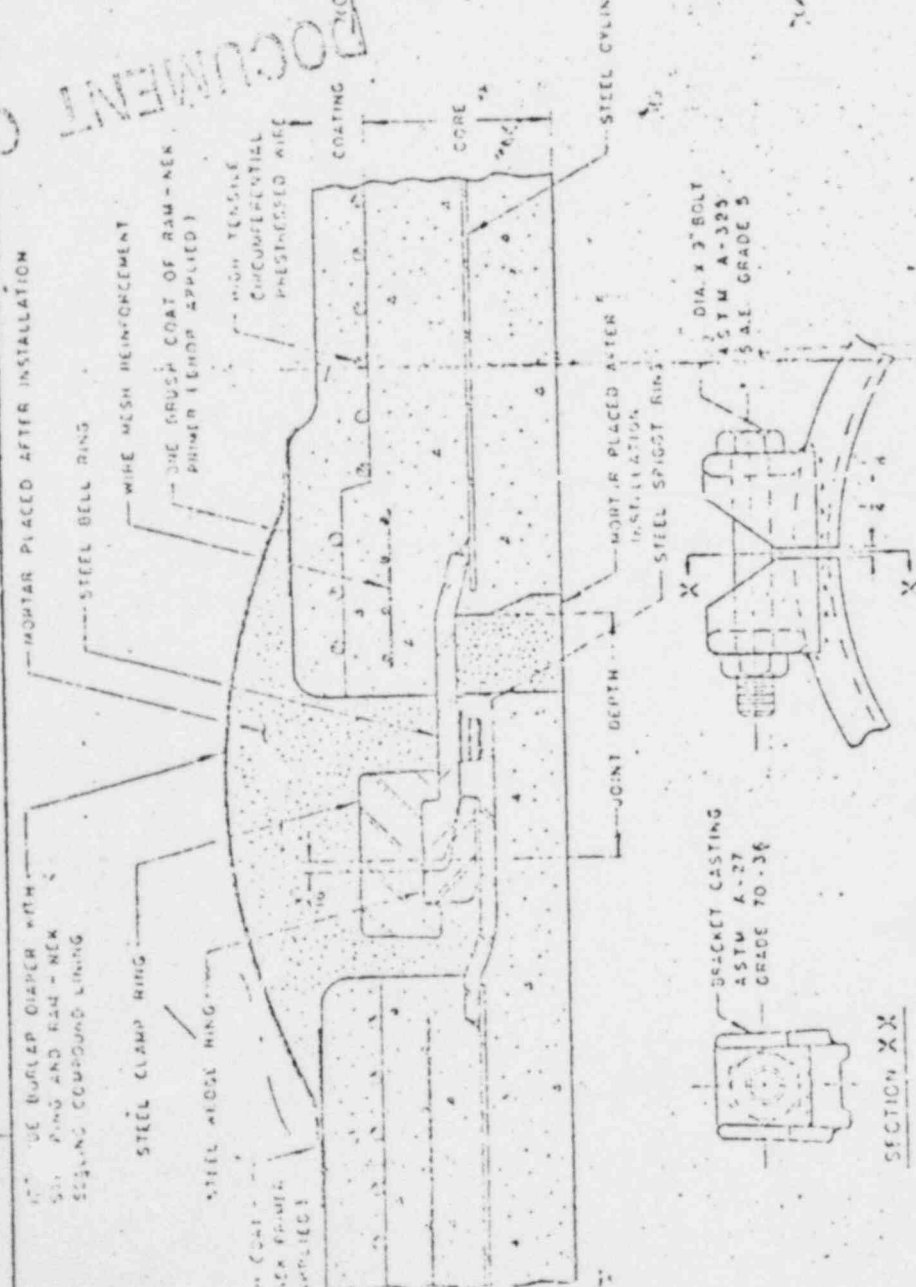 DOCUMENT
MORTAR PLACED AFTER INSTALLATION
STEEL BELL RING
WIRE MESH REINFORCEMENT
ONE BRUSH COAT OF RAM-NEK
PRIMER (SHOP APPLIED)
HIGH TENSILE
CIRCUMFERENTIAL
PRESTRESSED WIRE
COATING
CORE
STEEL CYLIN
BURLAP DIAPER WITH
RING AND RAM-NEK
SEALING COMPOUND LINING
STEEL CLAMP RING
STEEL WEDGE RING
COAT
PRIMER
MORTAR PLACED AFTER
INSTALLATION
STEEL SPIGOT RING
JOINT DEPTH
DIA. X 3" BOLT
ASTM A-325
S.A.E. GRADE 5
X
X
BRACKET CASTING
ASTM A-27
GRADE 70-36
SECTION XX